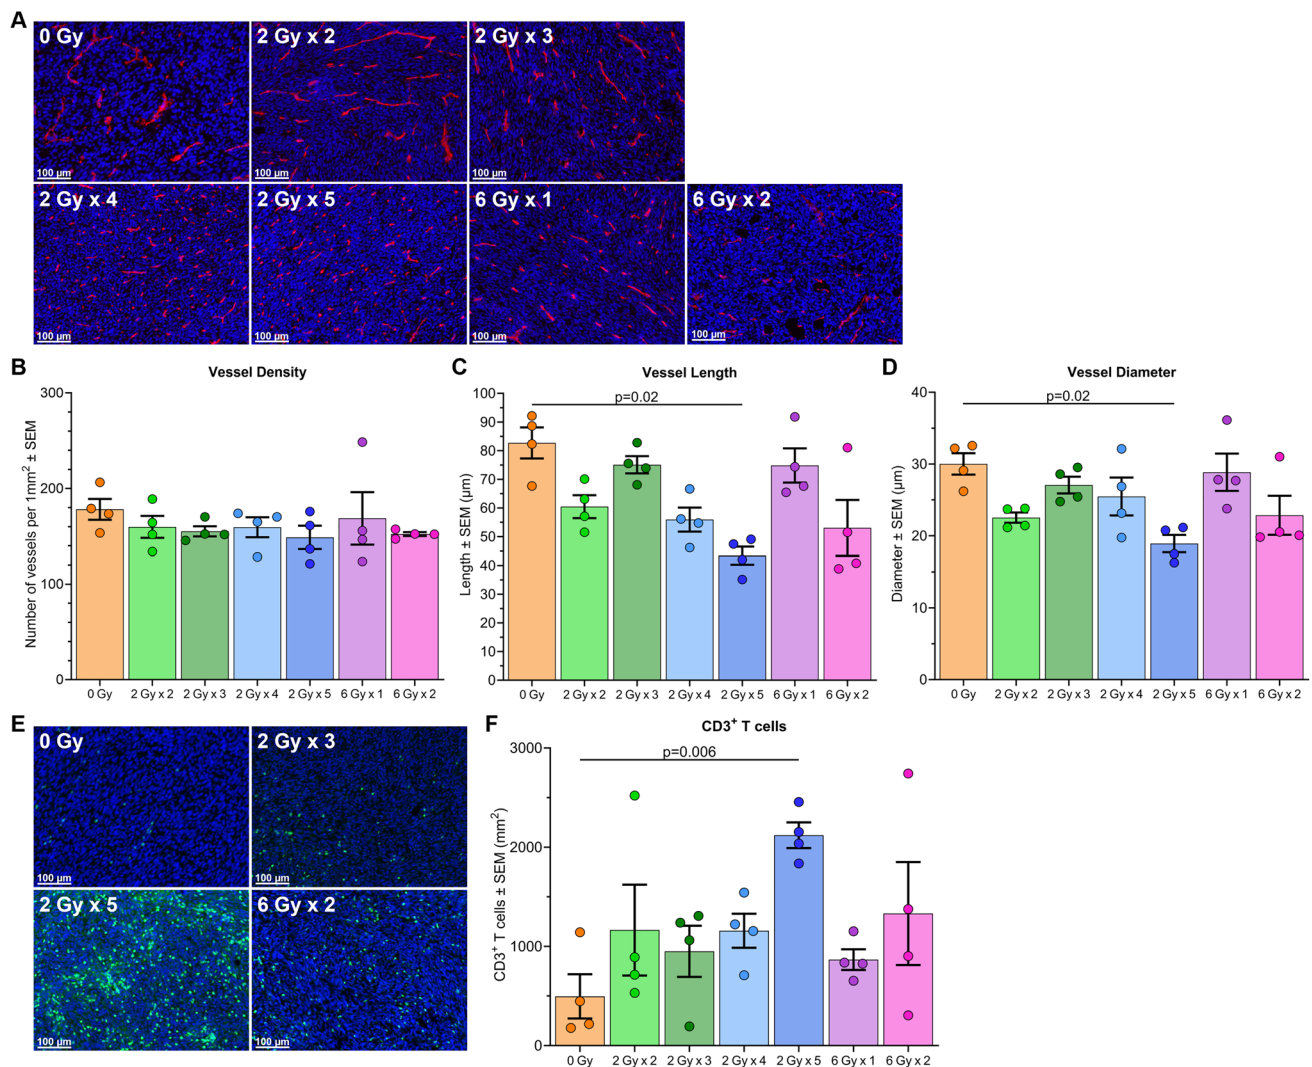 A
0 Gy
2 Gy x 2
2 Gy x 3
100 µm
100 µm
100 µm
2 Gy x 4
2 Gy x 5
6 Gy x 1
6 Gy x 2
100 µm
100 µm
100 µm
100 µm
B
Vessel Density
Number of vessels per 1mm² ± SEM
300
200
100
0
0 Gy
2 Gy x 2
2 Gy x 3
2 Gy x 4
2 Gy x 5
6 Gy x 1
6 Gy x 2
C
Vessel Length
p=0.02
Length ± SEM (µm)
100
90
80
70
60
50
40
30
20
10
0
0 Gy
2 Gy x 2
2 Gy x 3
2 Gy x 4
2 Gy x 5
6 Gy x 1
6 Gy x 2
D
Vessel Diameter
p=0.02
Diameter ± SEM (µm)
40
30
20
10
0
0 Gy
2 Gy x 2
2 Gy x 3
2 Gy x 4
2 Gy x 5
6 Gy x 1
6 Gy x 2
E
0 Gy
2 Gy x 3
100 µm
100 µm
2 Gy x 5
6 Gy x 2
100 µm
100 µm
F
CD3⁺ T cells
p=0.006
CD3⁺ T cells ± SEM (mm²)
3000
2000
1000
0
0 Gy
2 Gy x 2
2 Gy x 3
2 Gy x 4
2 Gy x 5
6 Gy x 1
6 Gy x 2